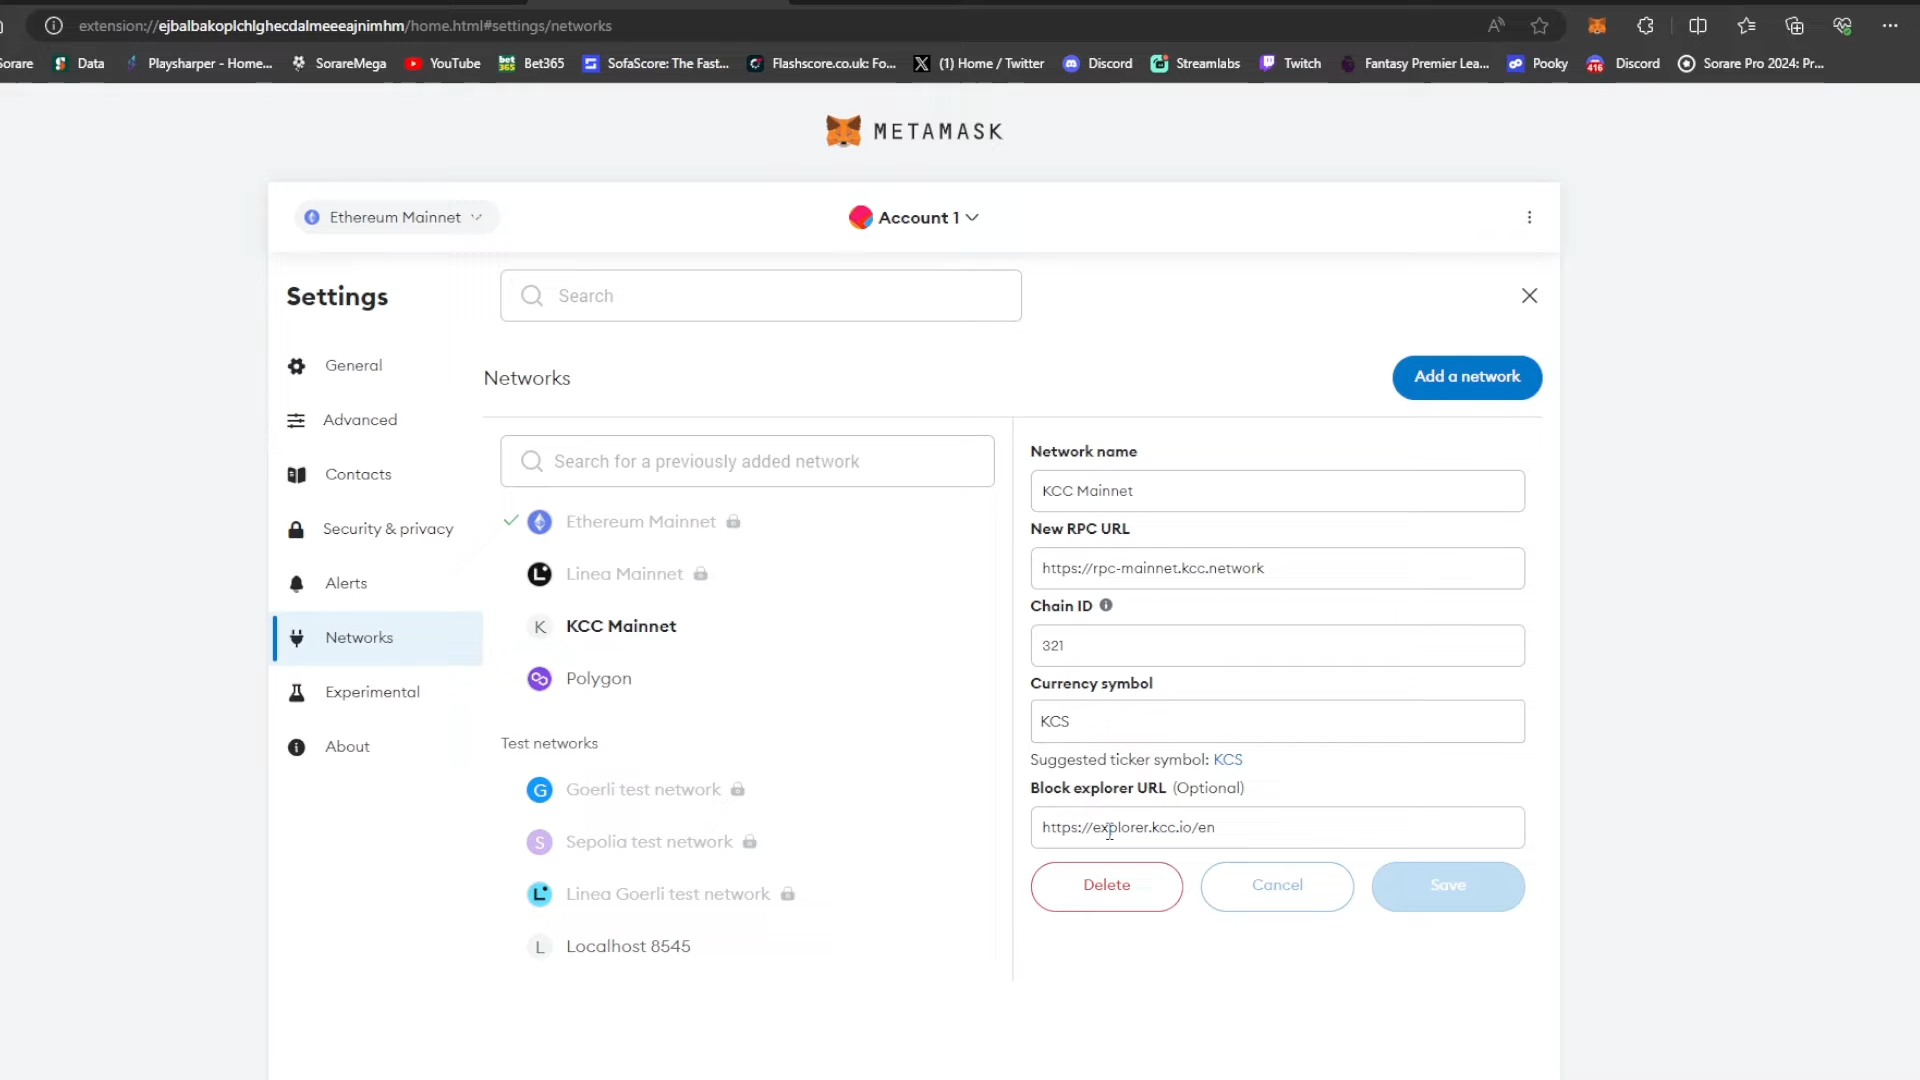 extension://ejbalbakoplchlghecdalmeeeajnimhm/home.html#settings/networks
Sorare Data Playsharper - Home... SorareMega YouTube bet365 Bet365 SofaScore: The Fast... Flashscore.co.uk: Fo... (1) Home / Twitter Discord Streamlabs Twitch Fantasy Premier Lea... Pooky 416 Discord Sorare Pro 2024: Pr...
METAMASK
Ethereum Mainnet
Account 1
Settings
Search
General
Advanced
Contacts
Security & privacy
Alerts
Networks
Experimental
About
Networks
Add a network
Search for a previously added network
Ethereum Mainnet
L Linea Mainnet
K KCC Mainnet
Polygon
Test networks
G Goerli test network
S Sepolia test network
L Linea Goerli test network
L Localhost 8545
Network name
KCC Mainnet
New RPC URL
https://rpc-mainnet.kcc.network
Chain ID
321
Currency symbol
KCS
Suggested ticker symbol: KCS
Block explorer URL (Optional)
https://explorer.kcc.io/en
Delete
Cancel
Save